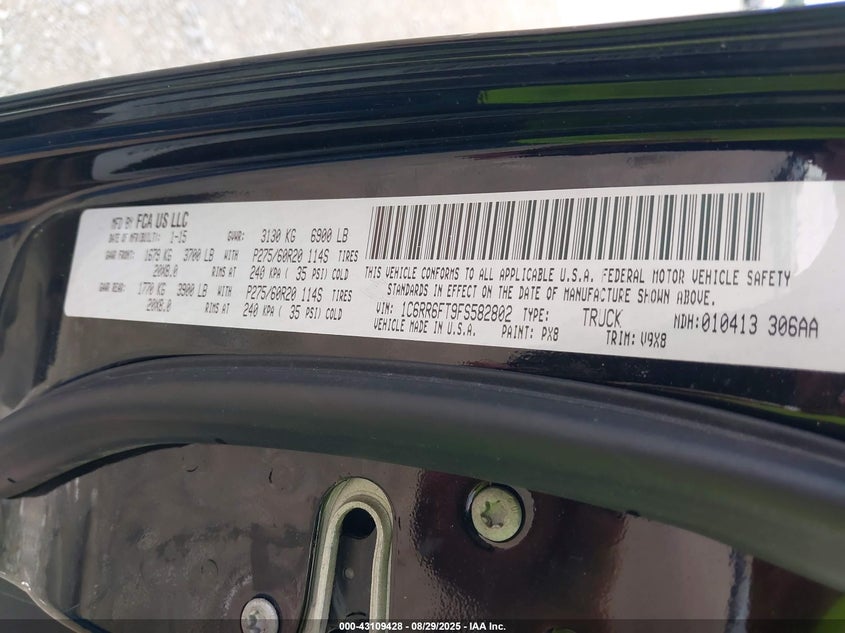 MFD BY FCA US LLC
DATE OF MFR(BUILT): 1-15 GVWR: 3130 KG 6900 LB
GAWR FRONT: 1679 KG 3700 LB WITH P275/60R20 114S TIRES
20X8.0 RIMS AT 240 KPA ( 35 PSI) COLD
GAWR REAR: 1770 KG 3900 LB WITH P275/60R20 114S TIRES
20X8.0 RIMS AT 240 KPA ( 35 PSI) COLD
THIS VEHICLE CONFORMS TO ALL APPLICABLE U.S.A. FEDERAL MOTOR VEHICLE SAFETY
STANDARDS IN EFFECT ON THE DATE OF MANUFACTURE SHOWN ABOVE.
VIN: 1C6RR6FT9FS582802 TYPE: TRUCK MDH:010413 306AA
VEHICLE MADE IN U.S.A. PAINT: PX8 TRIM: V9X8
000-43109428 - 08/29/2025 - IAA Inc.